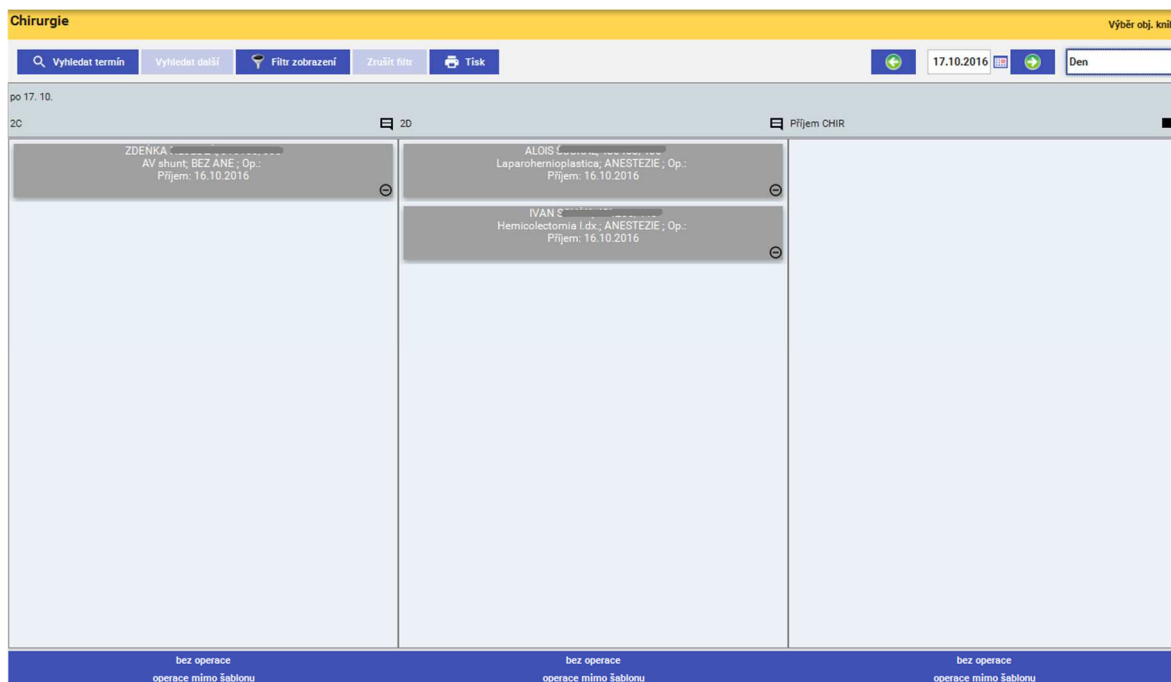 Chirurgie
Výběr obj. knih
Vyhledat termín Vyhledat další Filtr zobrazení Zrušit filtr Tisk 17.10.2016 Den
po 17. 10.
2C 2D Příjem CHIR
ZDEŇKA
AV shunt; BEZ ANE ; Op.:
Příjem: 16.10.2016
ALOIS
Laparohernioplastica; ANESTEZIE ; Op.:
Příjem: 16.10.2016
IVAN
Hemicolectomia l.dx.; ANESTEZIE ; Op.:
Příjem: 16.10.2016
bez operace bez operace bez operace
operace mimo šablonu operace mimo šablonu operace mimo šablonu